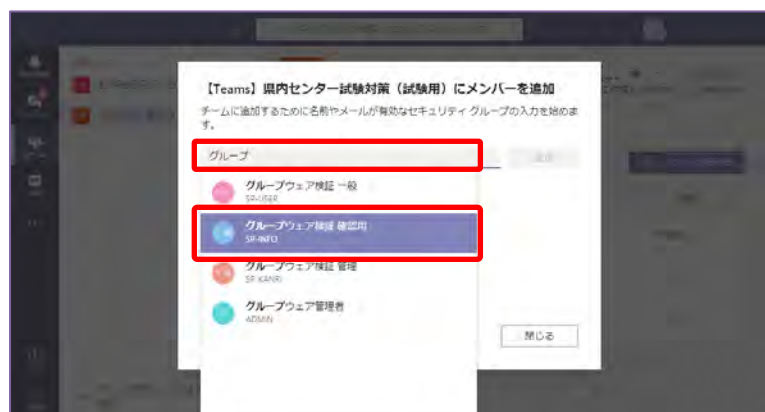 【Teams】県内センター試験対策（試験用）にメンバーを追加
チームに追加するために名前やメールが有効なセキュリティ グループの入力を始めま
す。
グループ
グループウェア検証 一般
SP-USER
グループウェア検証 確認用
SP-INFO
グループウェア検証 管理
SP-KANRI
グループウェア管理者
ADMIN
閉じる